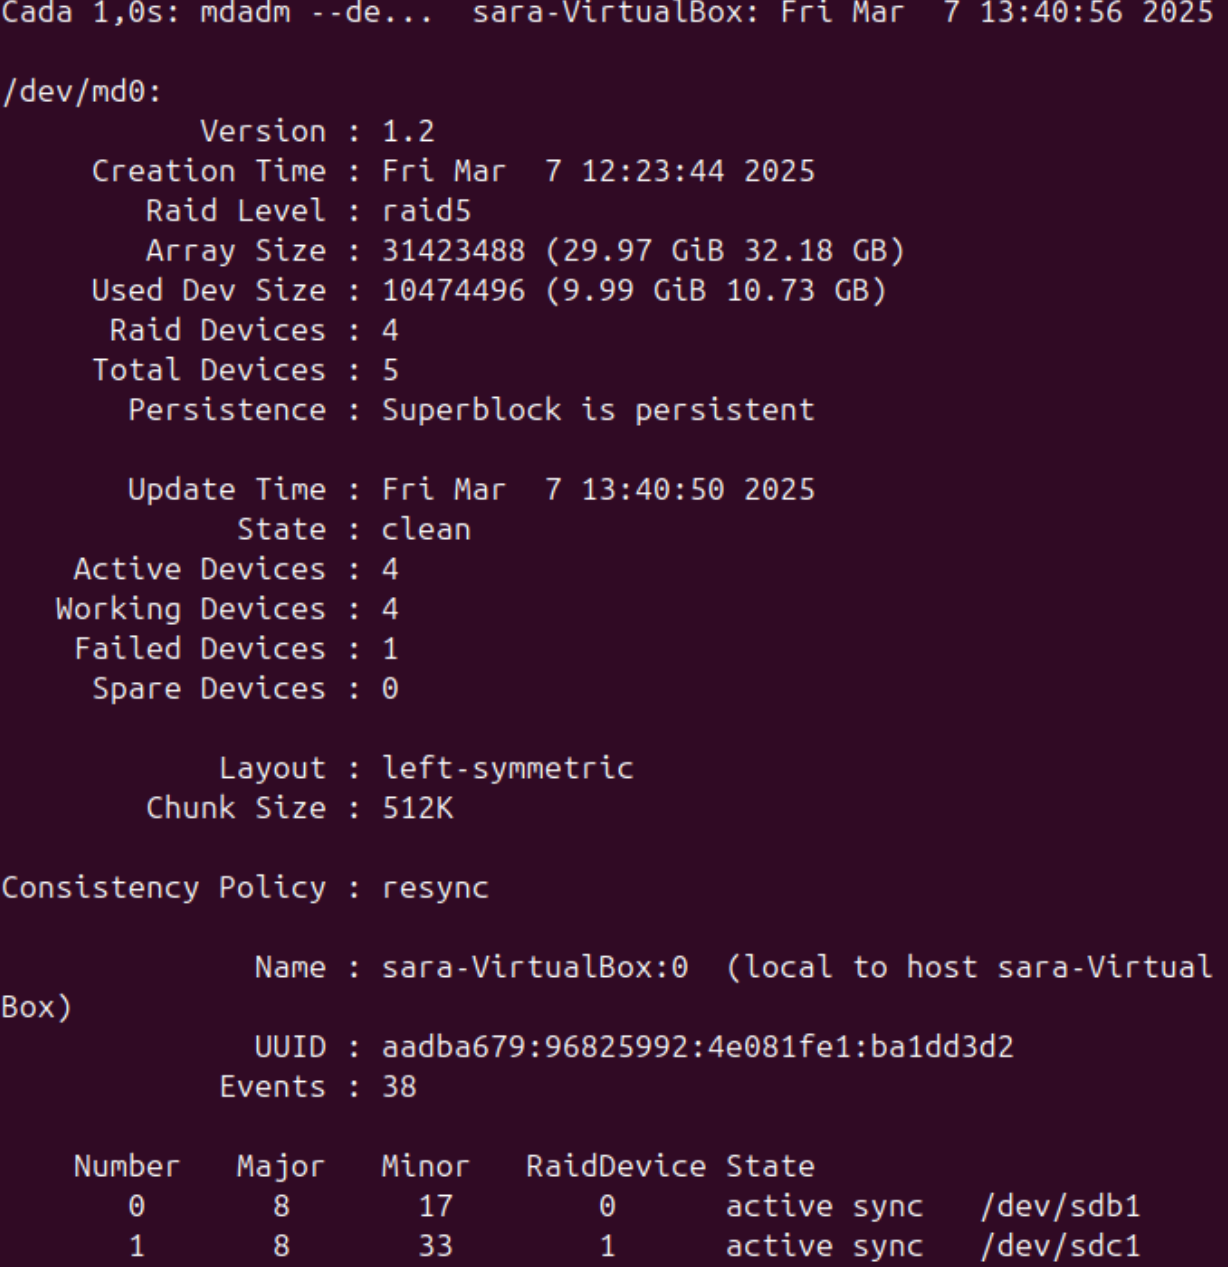 Cada 1,0s: mdadm --de...  sara-VirtualBox: Fri Mar  7 13:40:56 2025
/dev/md0:
Version : 1.2
Creation Time : Fri Mar  7 12:23:44 2025
Raid Level : raid5
Array Size : 31423488 (29.97 GiB 32.18 GB)
Used Dev Size : 10474496 (9.99 GiB 10.73 GB)
Raid Devices : 4
Total Devices : 5
Persistence : Superblock is persistent
Update Time : Fri Mar  7 13:40:50 2025
State : clean
Active Devices : 4
Working Devices : 4
Failed Devices : 1
Spare Devices : 0
Layout : left-symmetric
Chunk Size : 512K
Consistency Policy : resync
Name : sara-VirtualBox:0  (local to host sara-Virtual
Box)
UUID : aadba679:96825992:4e081fe1:ba1dd3d2
Events : 38
Number   Major   Minor   RaidDevice State
0       8       17        0      active sync   /dev/sdb1
1       8       33        1      active sync   /dev/sdc1